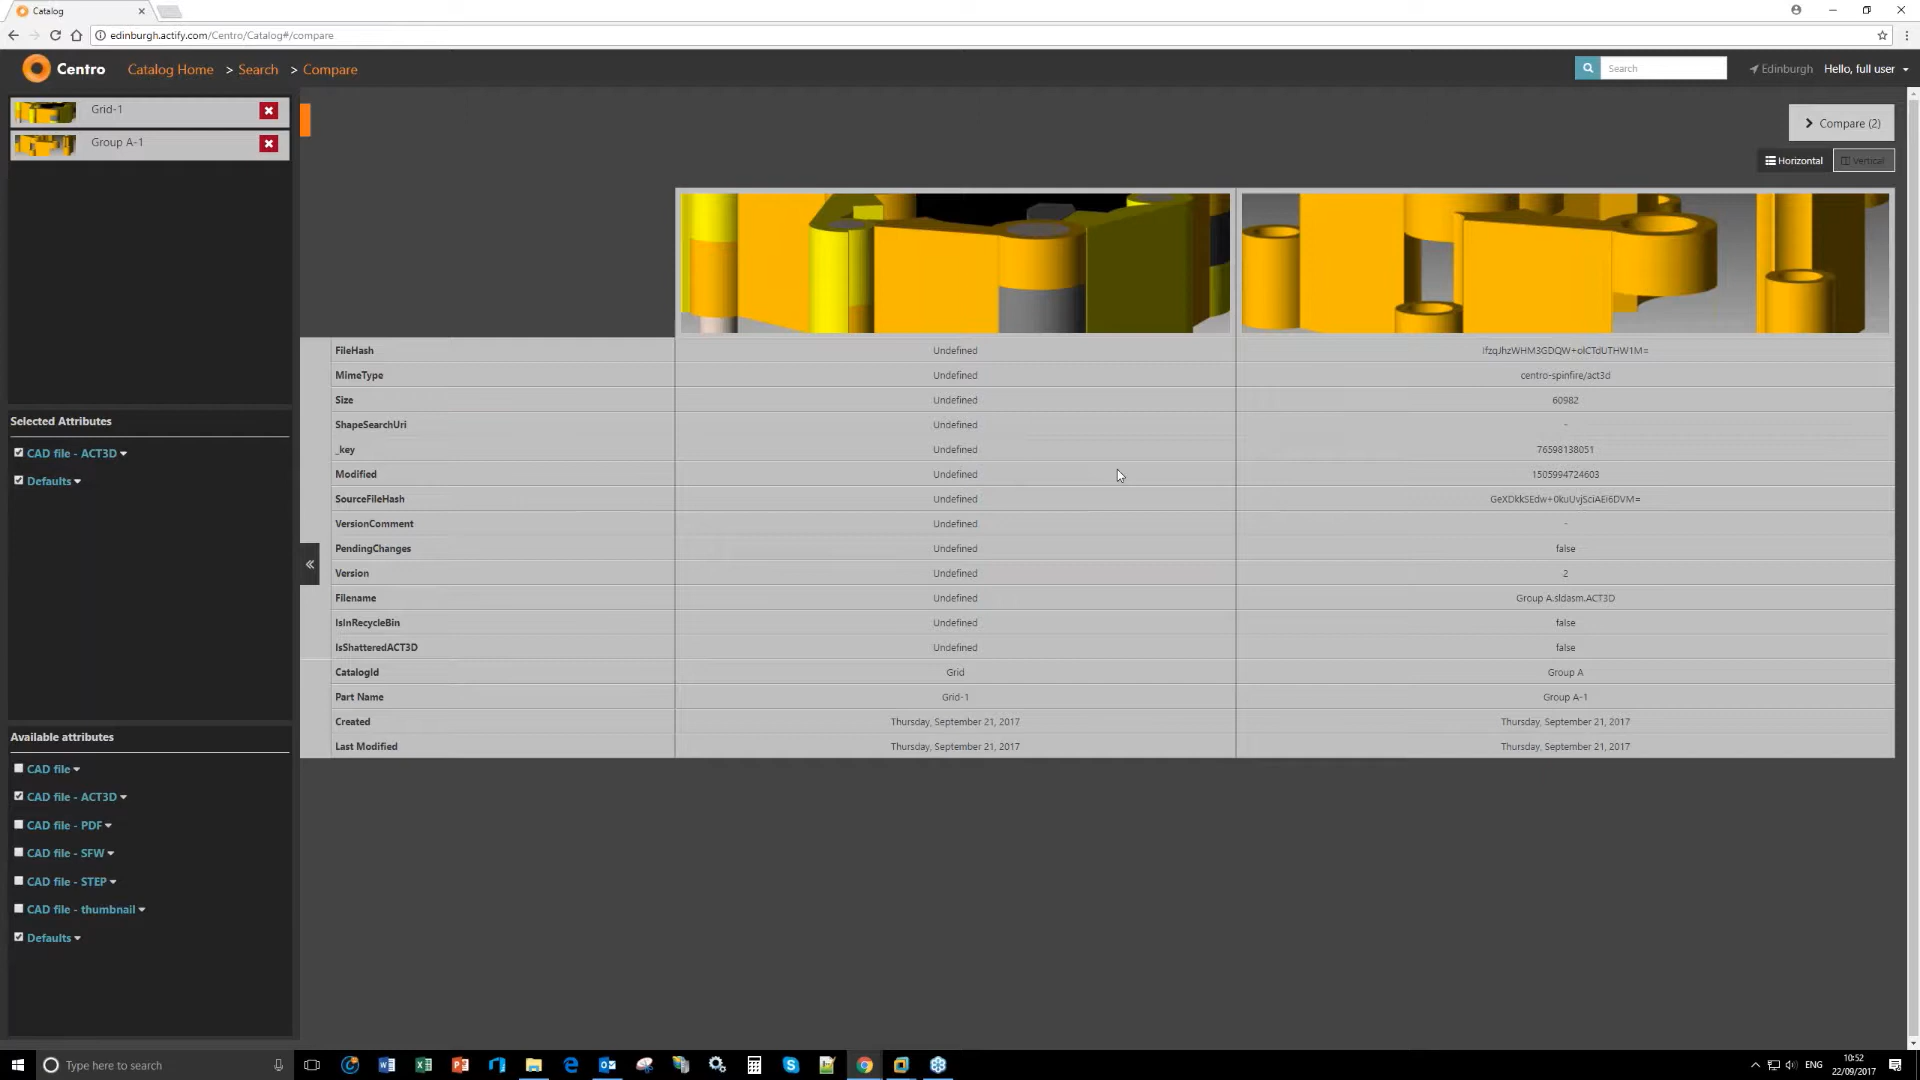 Catalog
edinburgh.actify.com/Centro/Catalog#/compare
Centro Catalog Home > Search > Compare Search Edinburgh Hello, full user
Grid-1
Group A-1
Compare (2)
Horizontal Vertical
FileHash Undefined
MimeType Undefined centro-spinfire/act3d
Size Undefined 60982
ShapeSearchUri Undefined -
_key Undefined 76598138051
Modified Undefined 1505994724603
SourceFileHash Undefined
VersionComment Undefined -
PendingChanges Undefined false
Version Undefined 2
Filename Undefined Group A.sldasm.ACT3D
IsInRecycleBin Undefined false
IsShatteredACT3D Undefined false
CatalogId Grid Group A
Part Name Grid-1 Group A-1
Created Thursday, September 21, 2017 Thursday, September 21, 2017
Last Modified Thursday, September 21, 2017 Thursday, September 21, 2017
Selected Attributes
CAD file - ACT3D
Defaults
Available attributes
CAD file
CAD file - ACT3D
CAD file - PDF
CAD file - SFW
CAD file - STEP
CAD file - thumbnail
Defaults
Type here to search
ENG
10:52
22/09/2017